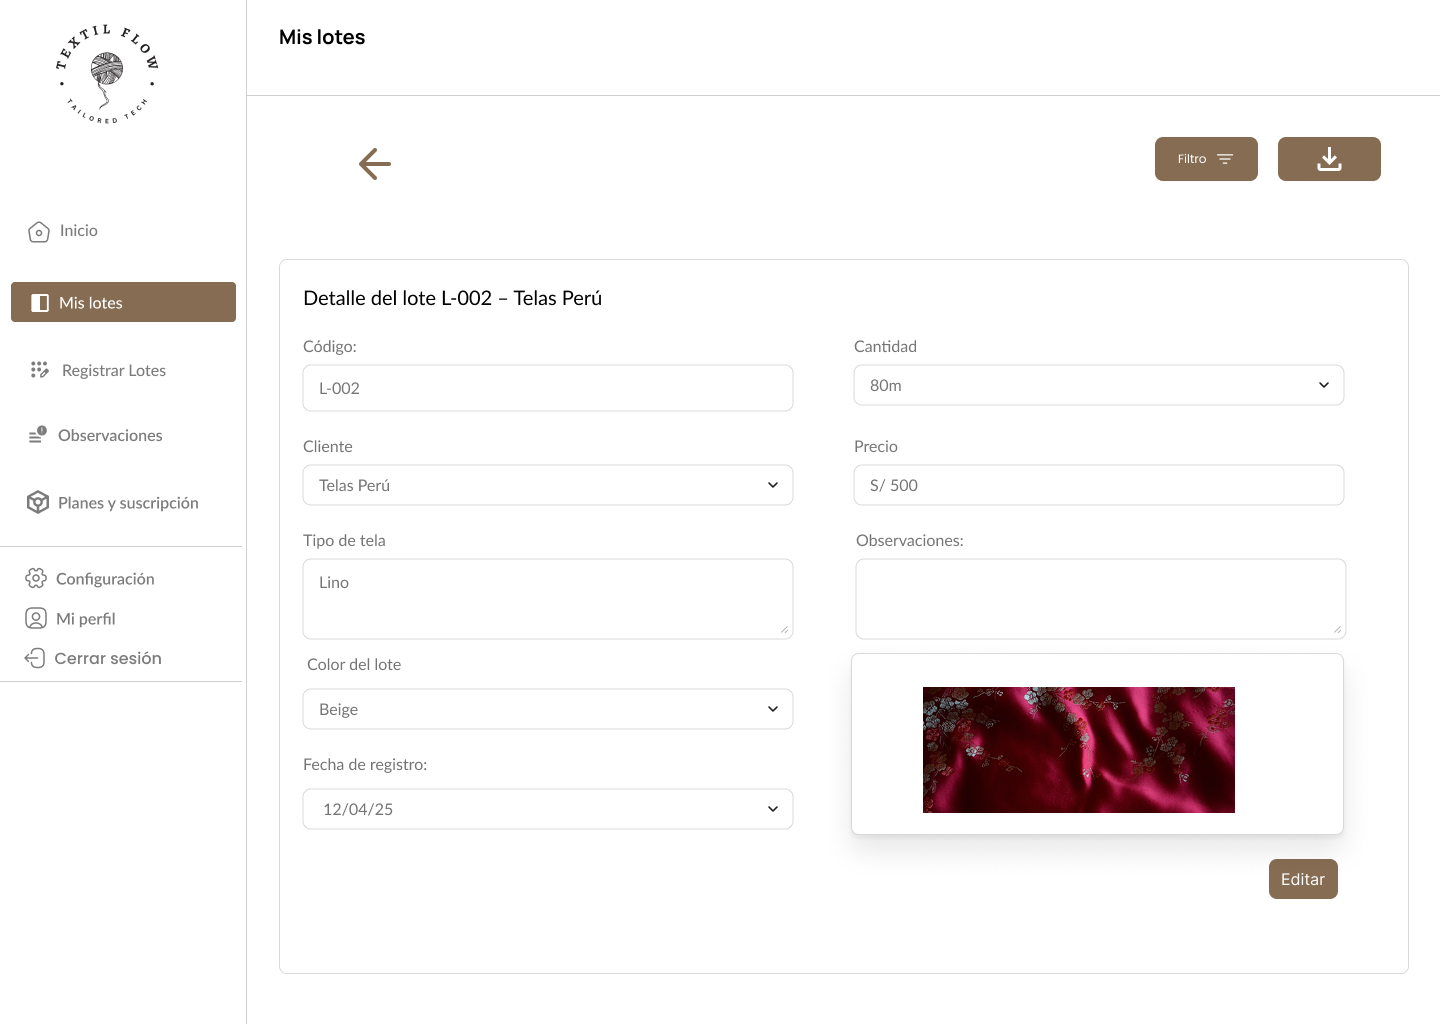 TEXTIL FLOW
TAILORED TECH
Mis lotes
Inicio
Mis lotes
Registrar Lotes
Observaciones
Planes y suscripción
Configuración
Mi perfil
Cerrar sesión
Filtro
Detalle del lote L-002 – Telas Perú
Código:
L-002
Cantidad
80m
Cliente
Telas Perú
Precio
S/ 500
Tipo de tela
Lino
Observaciones:
Color del lote
Beige
Fecha de registro:
12/04/25
Editar